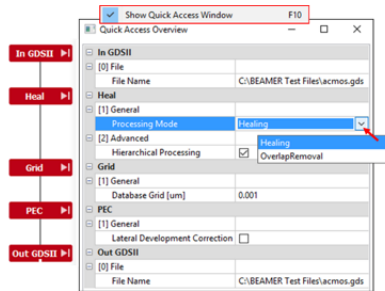 Show Quick Access Window F10
Quick Access Overview
In GDSII
Heal
Grid
PEC
Out GDSII
In GDSII
[0] File
File Name C:\BEAMER Test Files\acmos.gds
Heal
[1] General
Processing Mode Healing
Healing
OverlapRemoval
[2] Advanced
Hierarchical Processing
Grid
[1] General
Database Grid [um] 0.001
PEC
[1] General
Lateral Development Correction
Out GDSII
[0] File
File Name C:\BEAMER Test Files\acmos.gds